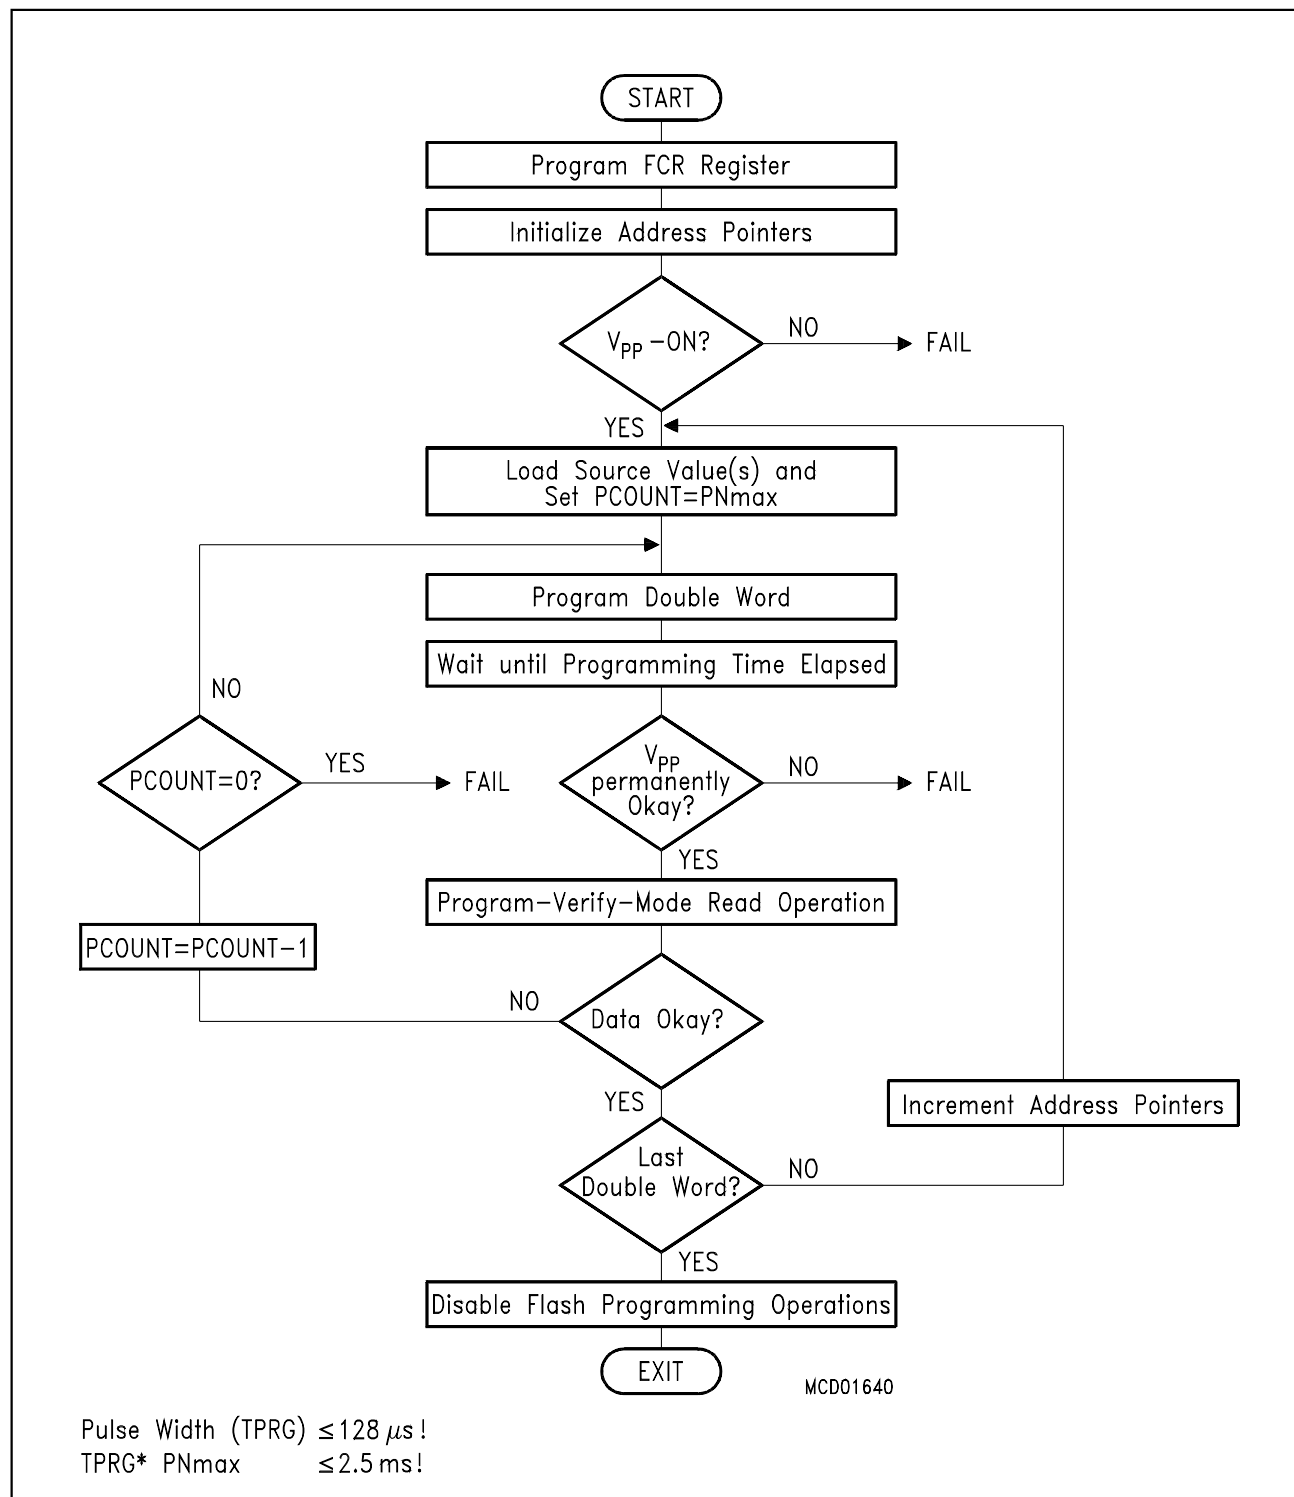 START
Program FCR Register
Initialize Address Pointers
VPP-ON?
NO
FAIL
YES
Load Source Value(s) and
Set PCOUNT=PNmax
Program Double Word
Wait until Programming Time Elapsed
NO
PCOUNT=0?
YES
FAIL
VPP
permanently
Okay?
NO
FAIL
YES
Program-Verify-Mode Read Operation
PCOUNT=PCOUNT-1
NO
Data Okay?
YES
Increment Address Pointers
Last
Double Word?
NO
YES
Disable Flash Programming Operations
EXIT
MCD01640
Pulse Width (TPRG) ≤128 μs!
TPRG* PNmax ≤2.5 ms!